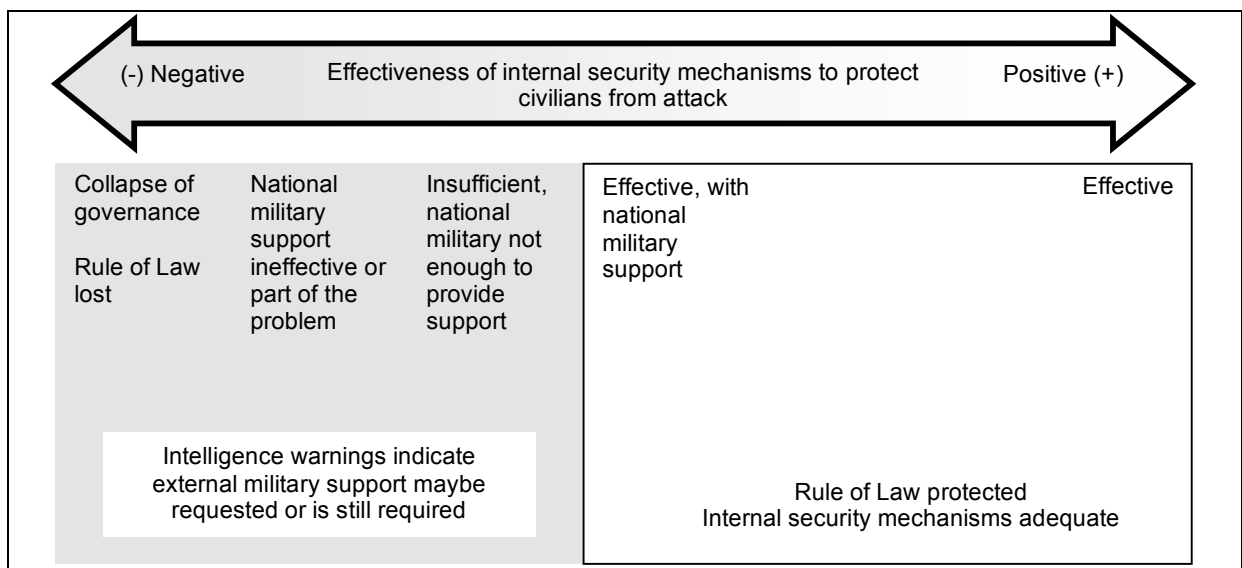 (-) Negative
Effectiveness of internal security mechanisms to protect
civilians from attack
Positive (+)
Collapse of
governance
Rule of Law
lost
National
military
support
ineffective or
part of the
problem
Insufficient,
national
military not
enough to
provide
support
Effective, with
national
military
support
Effective
Intelligence warnings indicate
external military support maybe
requested or is still required
Rule of Law protected
Internal security mechanisms adequate